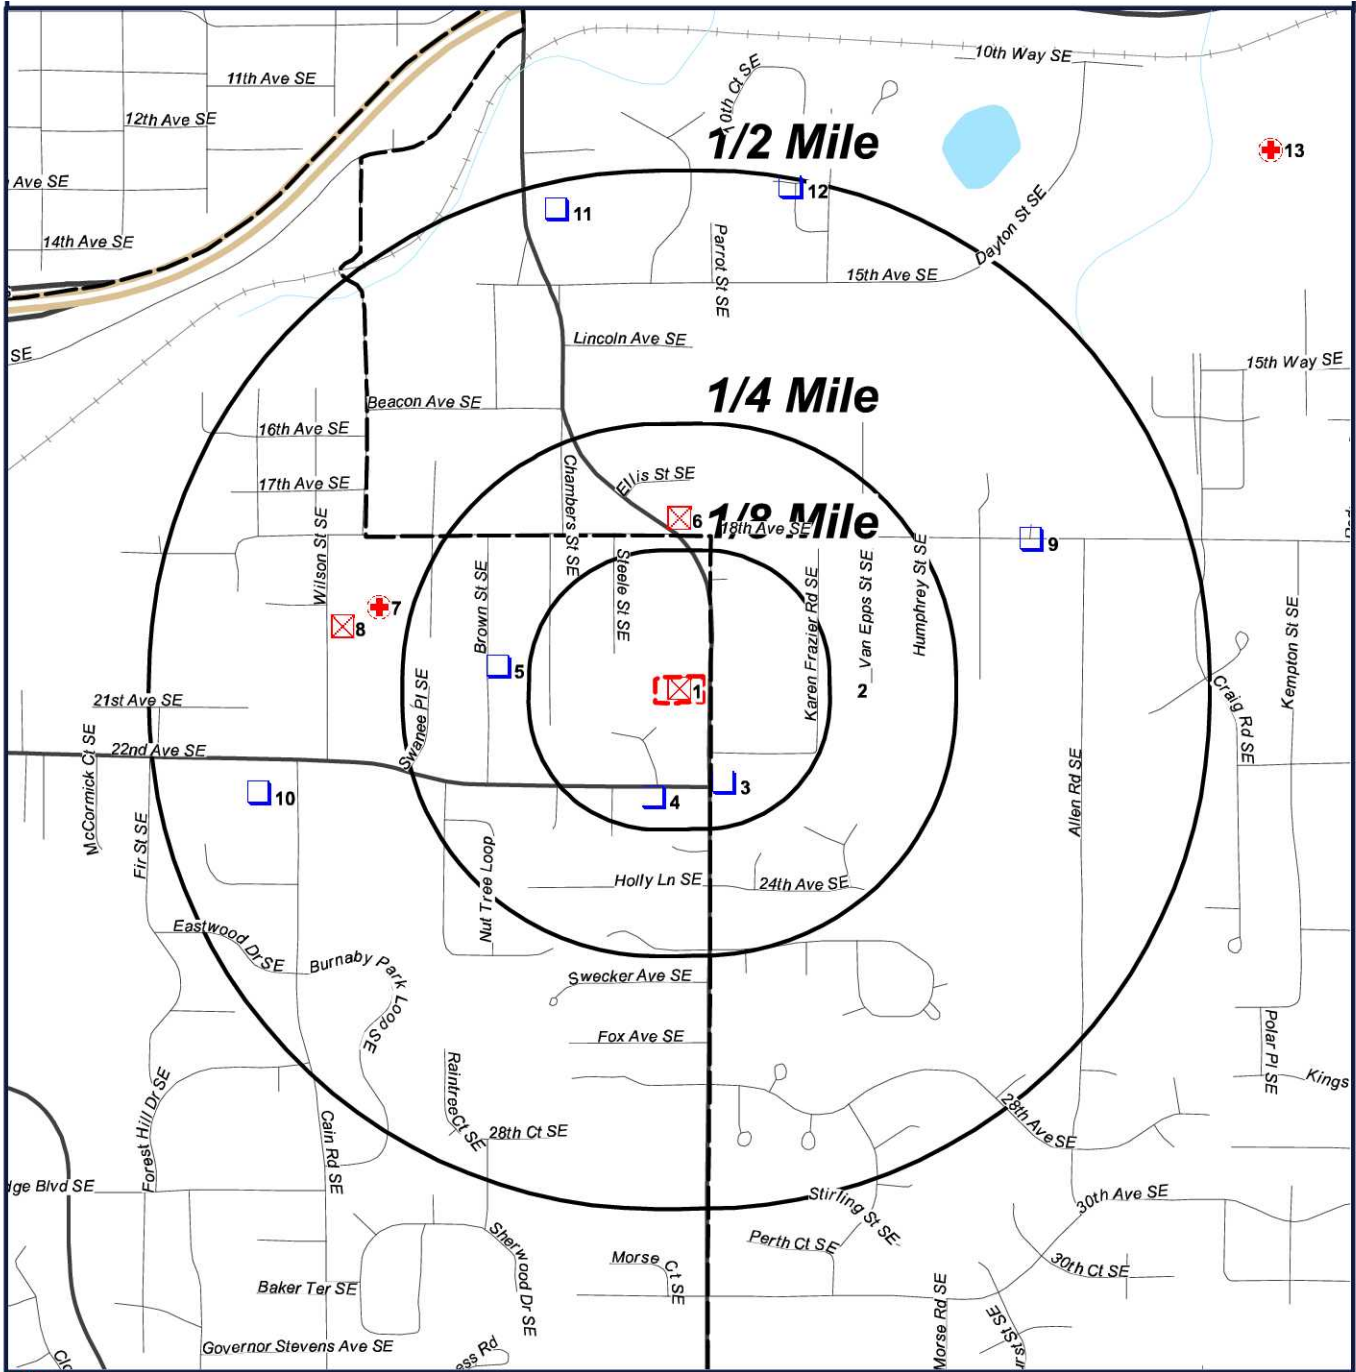 10th Way SE
10th Ct SE
11th Ave SE
12th Ave SE
1/2 Mile
13
Ave SE
12
11
14th Ave SE
Parrot St SE
Dayton St SE
15th Ave SE
Lincoln Ave SE
SE
15th Way SE
1/4 Mile
Beacon Ave SE
16th Ave SE
Chambers St SE
Ellis St SE
17th Ave SE
6
1/8 Mile
18th Ave SE
Wilson St SE
9
Steele St SE
Brown St SE
Karen Frazier Rd SE
Van Epps St SE
Humphrey St SE
Kempton St SE
7
8
5
1
2
Swanee Pl SE
21st Ave SE
Craig Rd SE
22nd Ave SE
McCormick Ct SE
Allen Rd SE
10
3
4
Fir St SE
Nut Tree Loop
Holly Ln SE
24th Ave SE
Eastwood Dr SE
Burnaby Park Loop SE
Swecker Ave SE
Fox Ave SE
Polar Pl SE
Kings
Raintree Ct SE
Forest Hill Dr SE
28th Ave SE
28th Ct SE
Cain Rd SE
dge Blvd SE
30th Ave SE
Stirling St SE
Perth Ct SE
Sherwood Dr SE
Morse Ct SE
30th Ct SE
Baker Ter SE
Morse Rd SE
rst St SE
Governor Stevens Ave SE
ess Rd
Clo